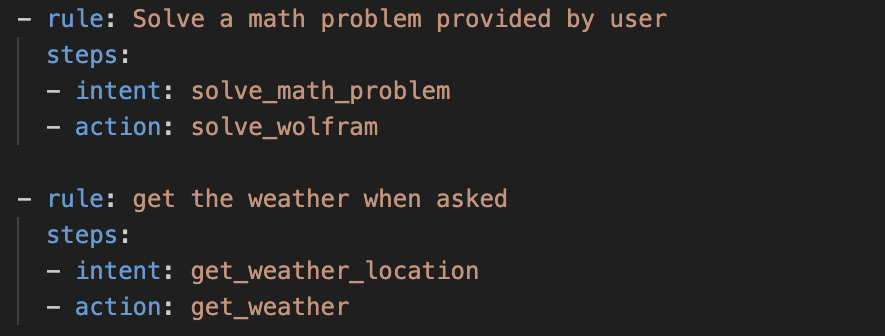 - rule: Solve a math problem provided by user
steps:
- intent: solve_math_problem
- action: solve_wolfram
- rule: get the weather when asked
steps:
- intent: get_weather_location
- action: get_weather